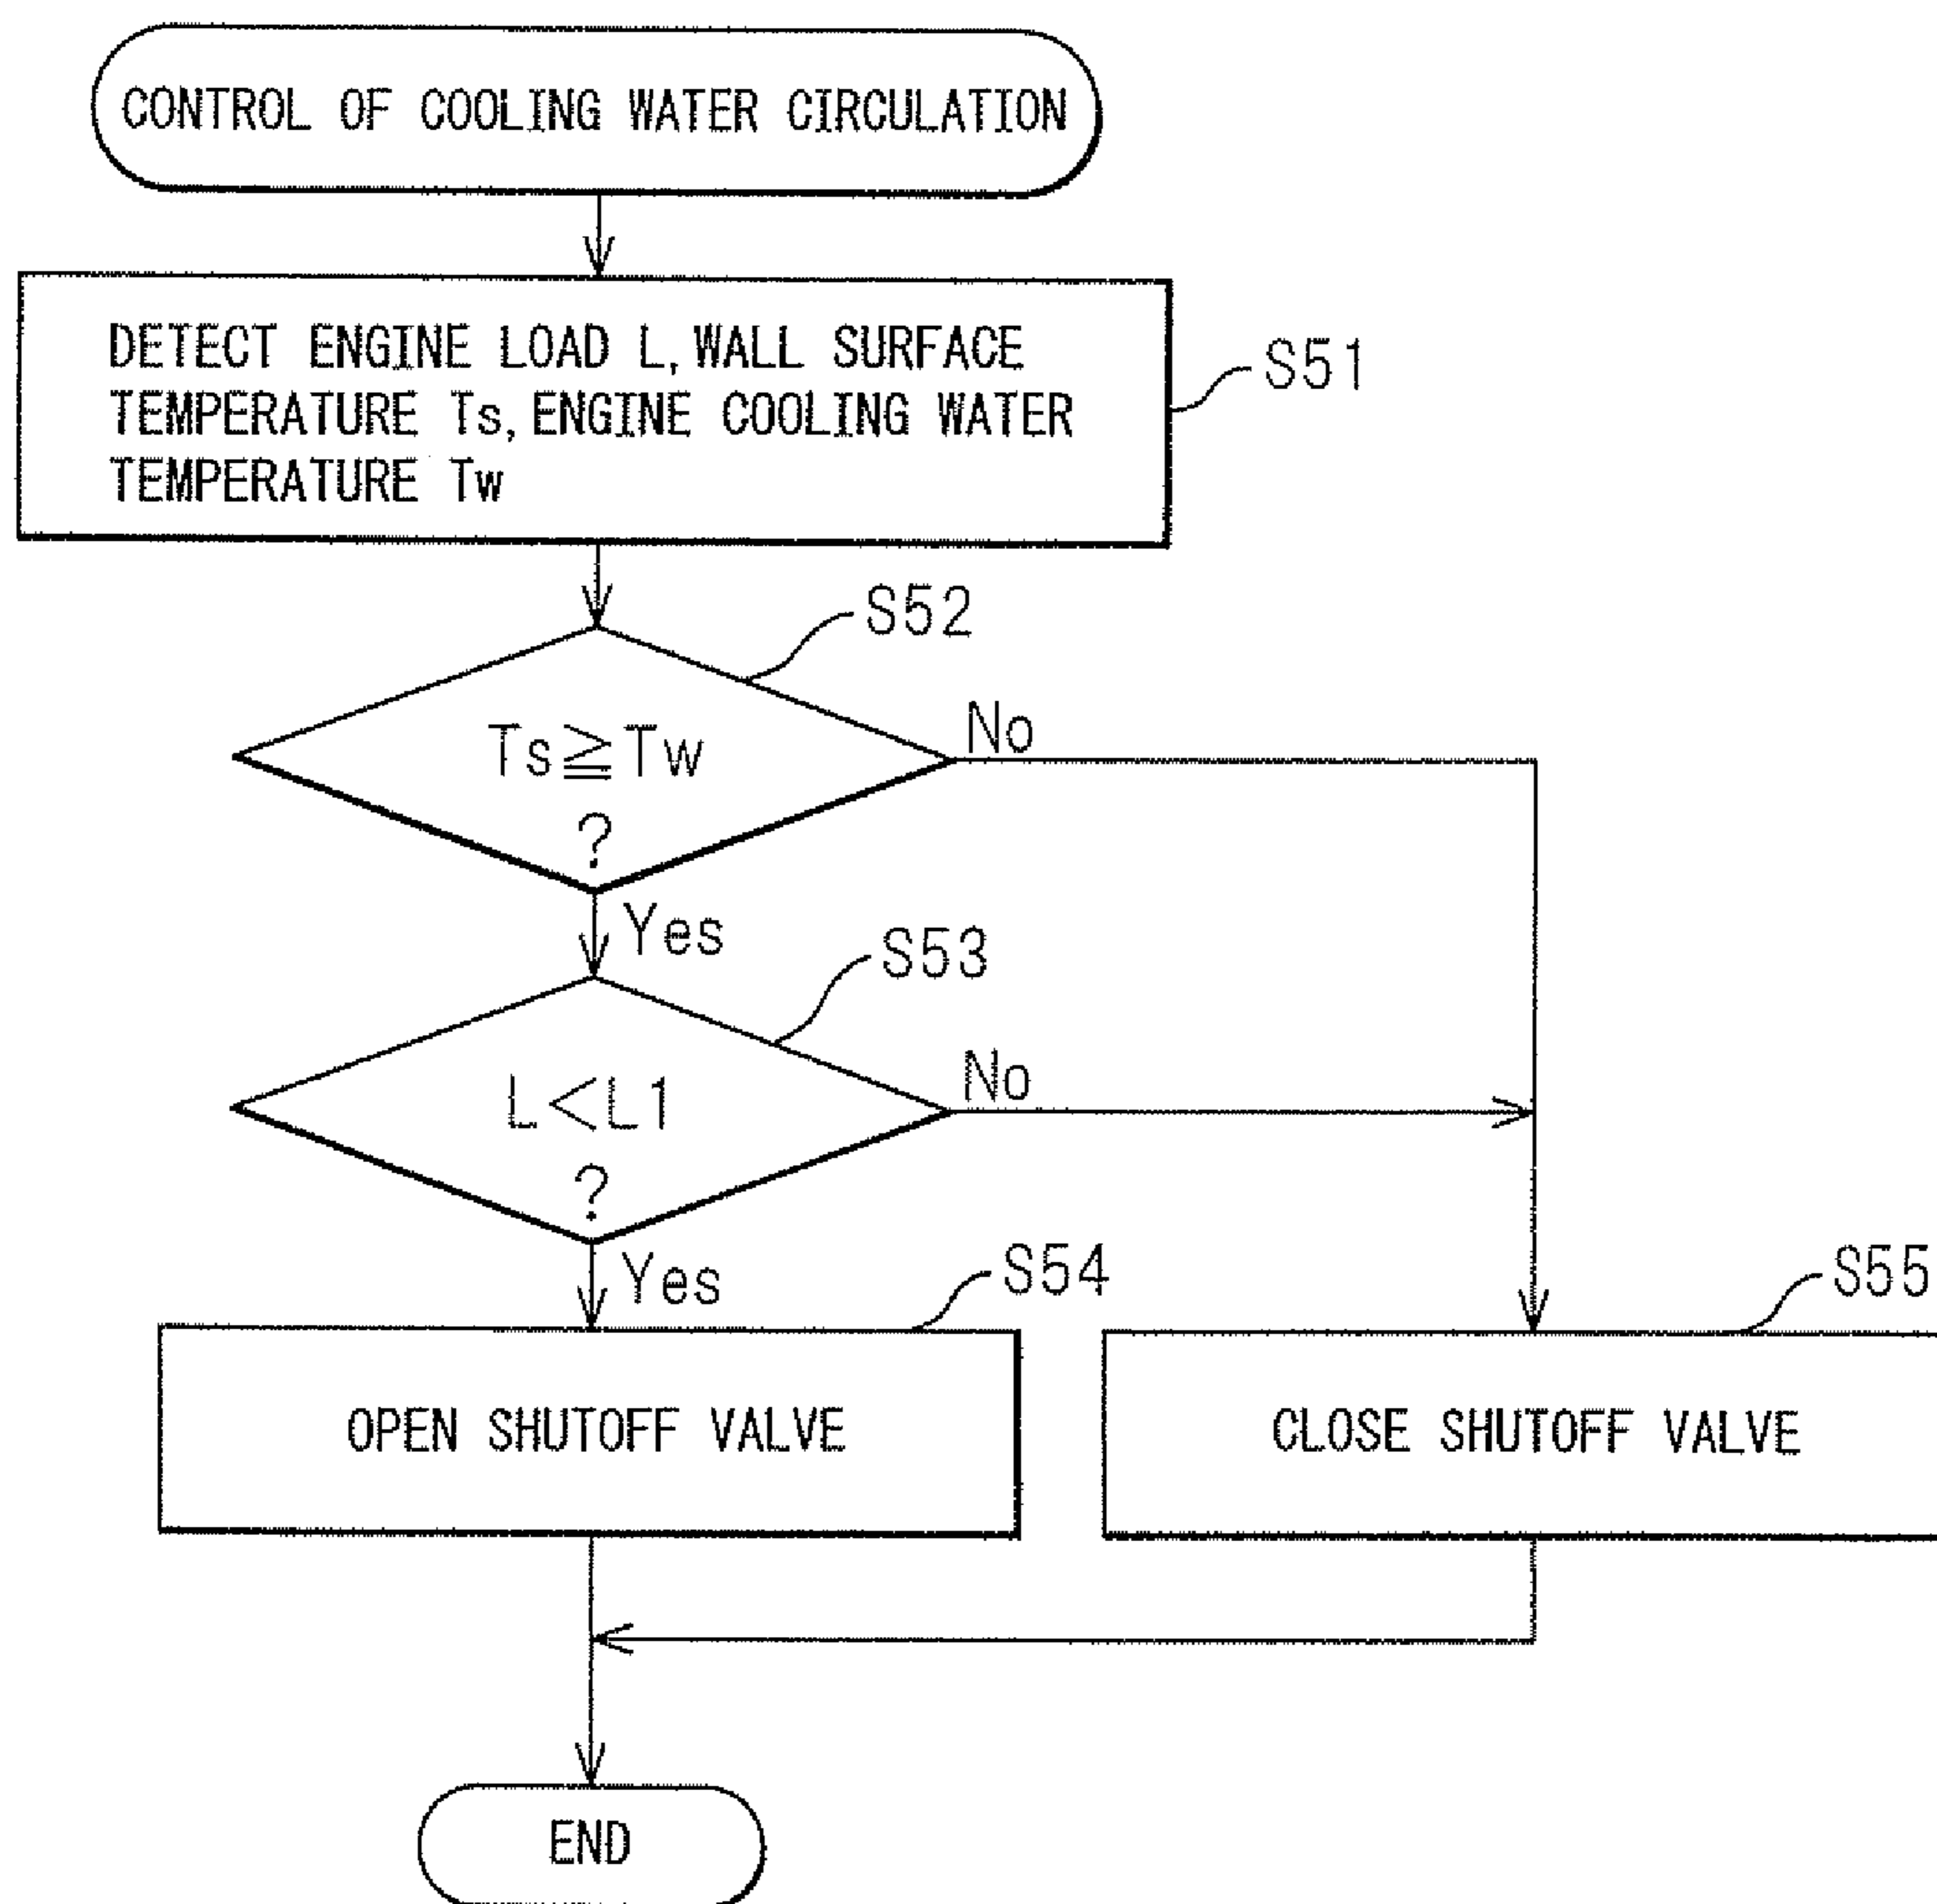 CONTROL OF COOLING WATER CIRCULATION
DETECT ENGINE LOAD L, WALL SURFACE
TEMPERATURE Ts, ENGINE COOLING WATER
TEMPERATURE Tw
S51
S52
Ts≧Tw
?
No
Yes
S53
L<L1
?
No
Yes
S54
OPEN SHUTOFF VALVE
S55
CLOSE SHUTOFF VALVE
END